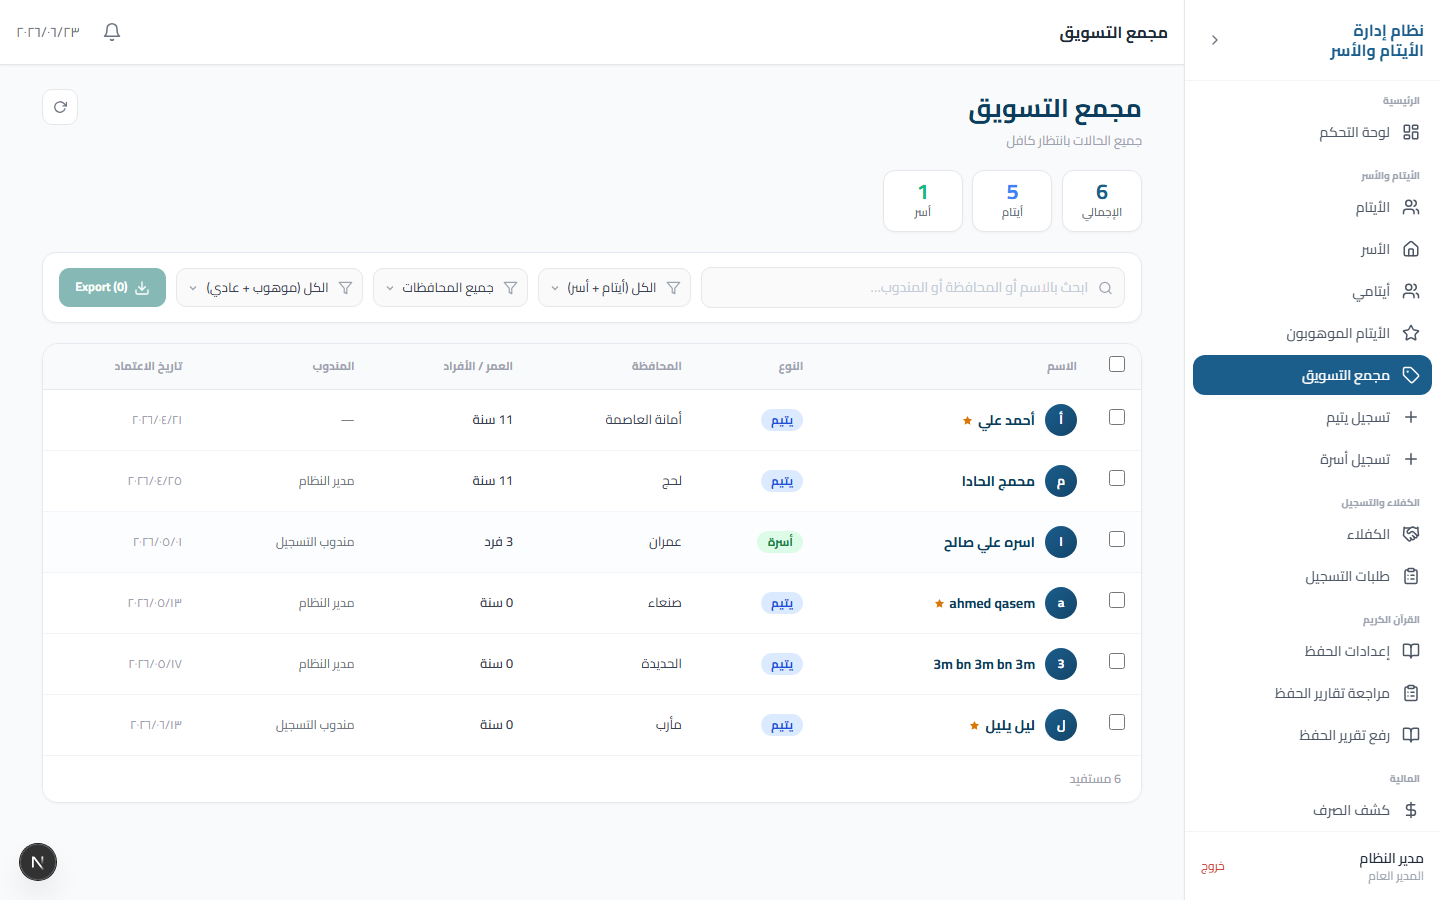 نظام إدارة
الأيتام والأسر
الرئيسية
لوحة التحكم
الأيتام والأسر
الأيتام
الأسر
أيتامي
الأيتام الموهوبون
مجمع التسويق
تسجيل يتيم
تسجيل أسرة
الكفلاء والتسجيل
الكفلاء
طلبات التسجيل
القرآن الكريم
إعدادات الحفظ
مراجعة تقارير الحفظ
رفع تقرير الحفظ
المالية
كشف الصرف
مدير النظام
المدير العام
خروج
مجمع التسويق
٢٠٢٦/٦/٢٣
مجمع التسويق
جميع الحالات بانتظار كافل
6 الإجمالي
5 أيتام
1 أسر
ابحث بالاسم أو المحافظة أو المندوب...
الكل (أيتام + أسر)
جميع المحافظات
الكل (موهوب + عادي)
Export (0)
الاسم النوع المحافظة العمر / الأفراد المندوب تاريخ الاعتماد
أ أحمد علي يتيم أمانة العاصمة 11 سنة — ٢٠٢٦/٠٤/٢١
م محمج الحادا يتيم لحج 11 سنة مدير النظام ٢٠٢٦/٠٤/٢٥
ا اسره علي صالح أسرة عمران 3 فرد مندوب التسجيل ٢٠٢٦/٠٥/٠١
a ahmed qasem يتيم صنعاء 0 سنة مدير النظام ٢٠٢٦/٠٥/١٣
3 3m bn 3m bn 3m يتيم الحديدة 0 سنة مدير النظام ٢٠٢٦/٠٥/١٧
ل ليل يليل يتيم مأرب 0 سنة مندوب التسجيل ٢٠٢٦/٠٦/١٣
6 مستفيد
N